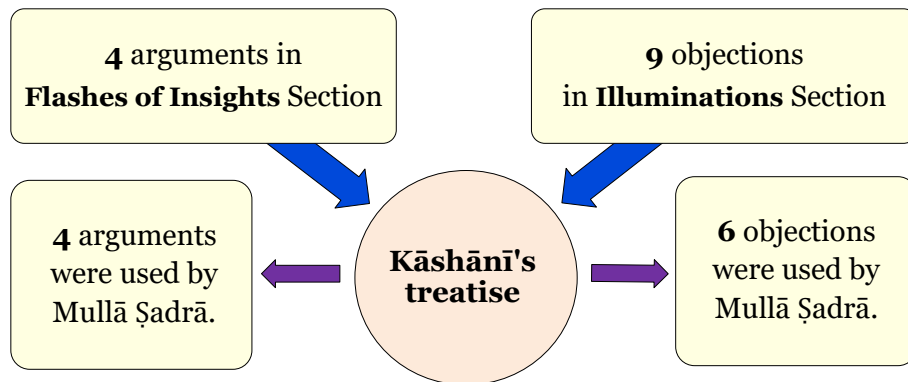 4 arguments in
Flashes of Insights Section
9 objections
in Illuminations Section
4 arguments
were used by
Mullā Ṣadrā.
Kāshānī's
treatise
6 objections
were used by
Mullā Ṣadrā.